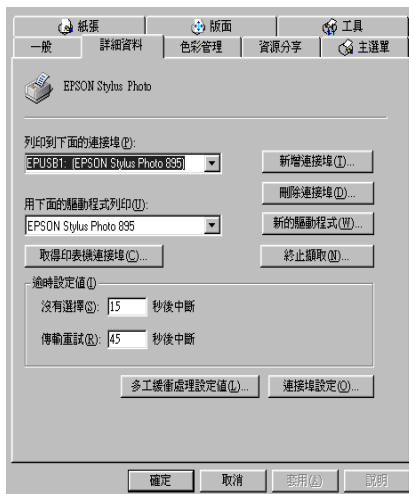 紙張 版面 工具
一般 詳細資料 色彩管理 資源分享 主選單
EPSON Stylus Photo
列印到下面的連接埠(P):
EPUSB1: (EPSON Stylus Photo 895) 新增連接埠(T)...
刪除連接埠(D)...
用下面的驅動程式列印(U):
EPSON Stylus Photo 895 新的驅動程式(W)...
取得印表機連接埠(C)... 終止擷取(N)...
逾時設定值(I)
沒有選擇(S): 15 秒後中斷
傳輸重試(R): 45 秒後中斷
多工緩衝處理設定值(L)... 連接埠設定(O)...
確定 取消 套用(A) 說明